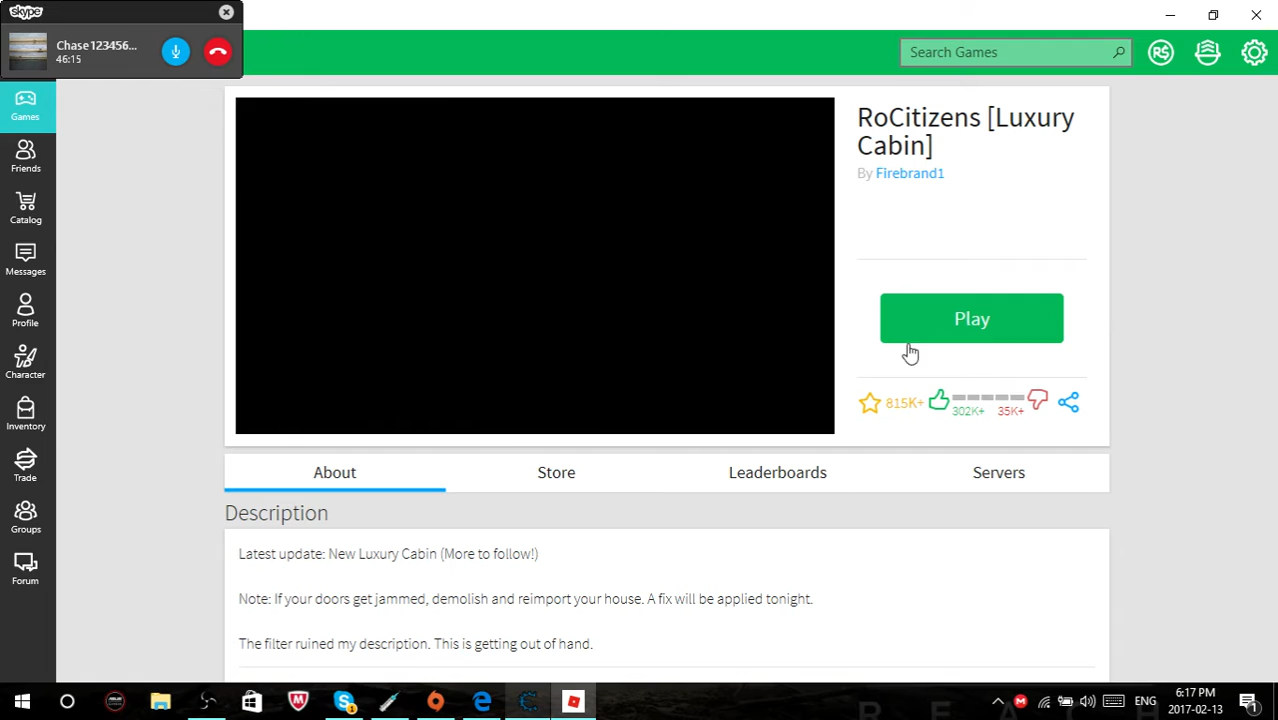 skype
Chase123456...
46:15
Search Games
R$
Games
Friends
Catalog
Messages
Profile
Character
Inventory
Trade
Groups
Forum
RoCitizens [Luxury
Cabin]
By Firebrand1
Play
815K+
302K+
35K+
About
Store
Leaderboards
Servers
Description
Latest update: New Luxury Cabin (More to follow!)
Note: If your doors get jammed, demolish and reimport your house. A fix will be applied tonight.
The filter ruined my description. This is getting out of hand.
ENG
6:17 PM
2017-02-13